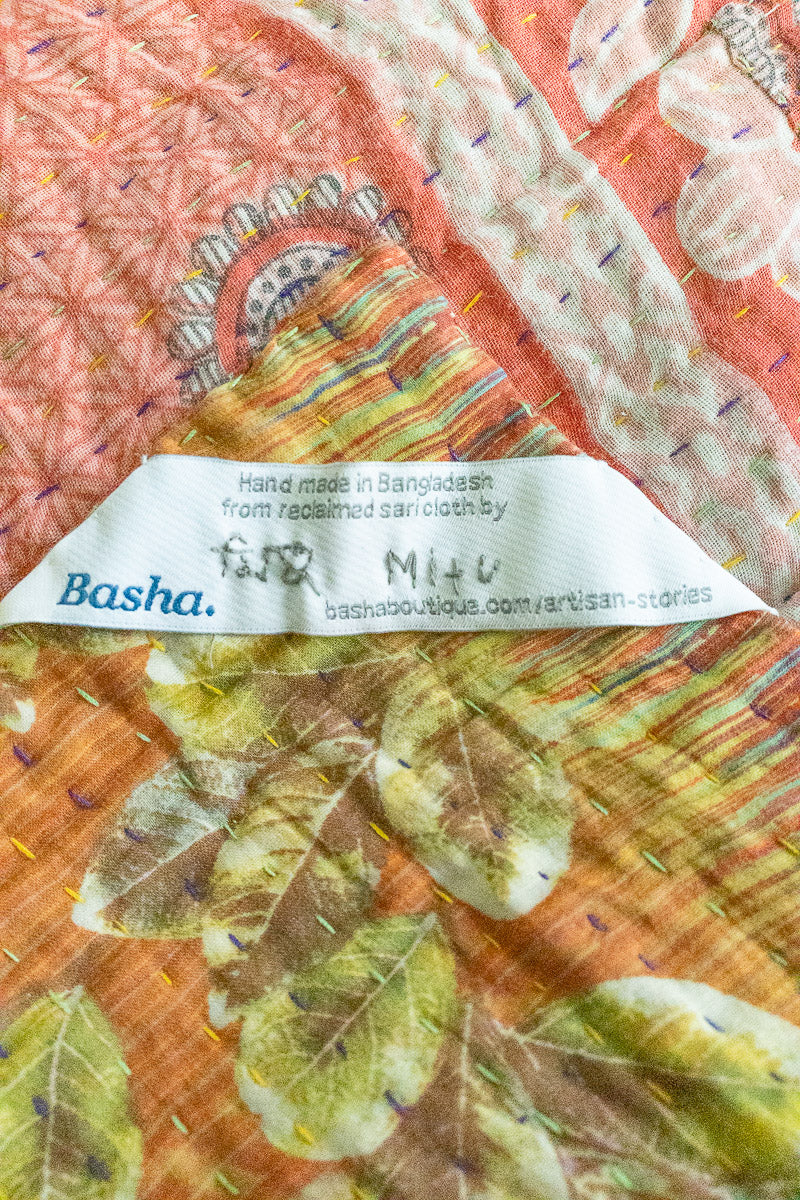 Hand made in Bangladesh
from reclaimed sari cloth by
মিতু Mitu
Basha.
bashaboutique.com/artisan-stories